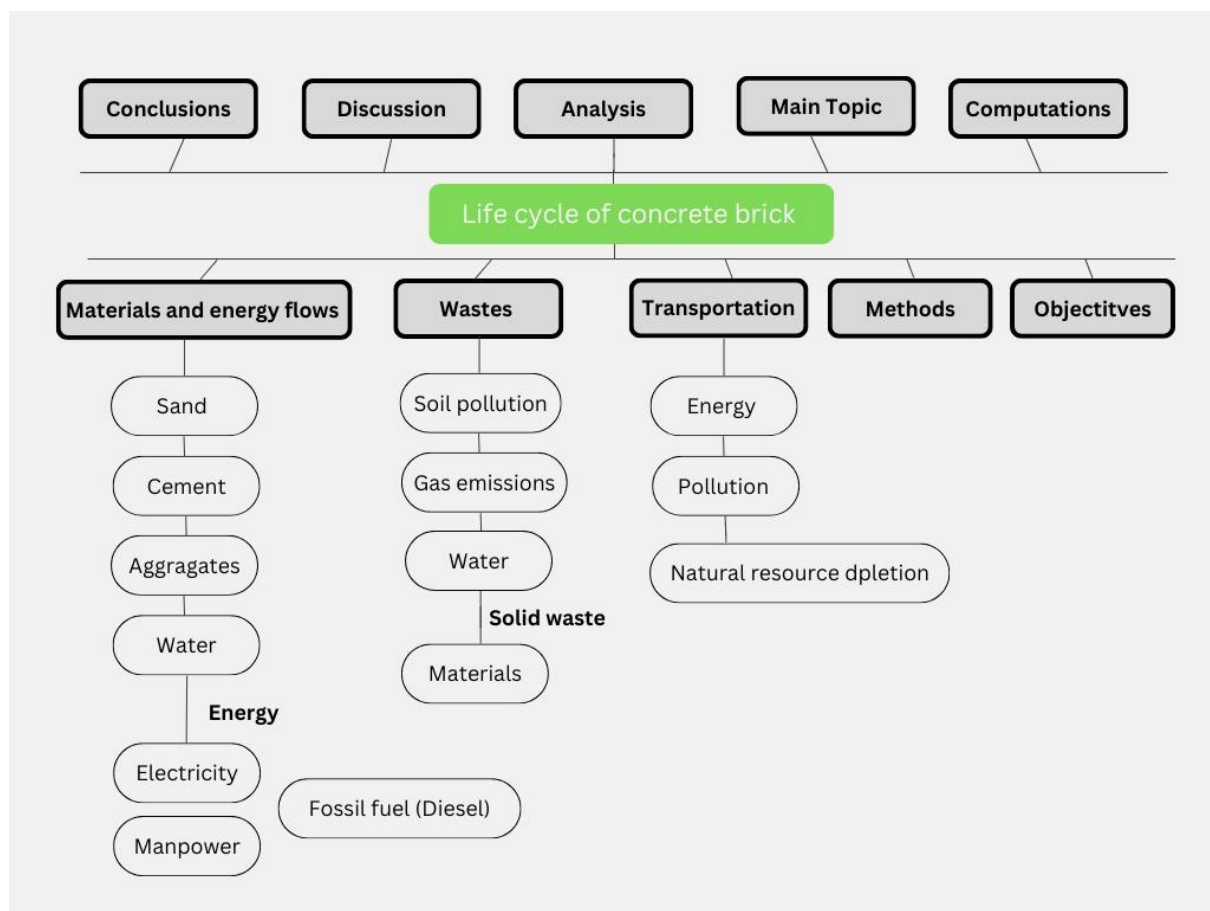 Conclusions
Discussion
Analysis
Main Topic
Computations
Life cycle of concrete brick
Materials and energy flows
Wastes
Transportation
Methods
Objectitves
Sand
Cement
Aggragates
Water
Energy
Electricity
Manpower
Fossil fuel (Diesel)
Soil pollution
Gas emissions
Water
Solid waste
Materials
Energy
Pollution
Natural resource dpletion